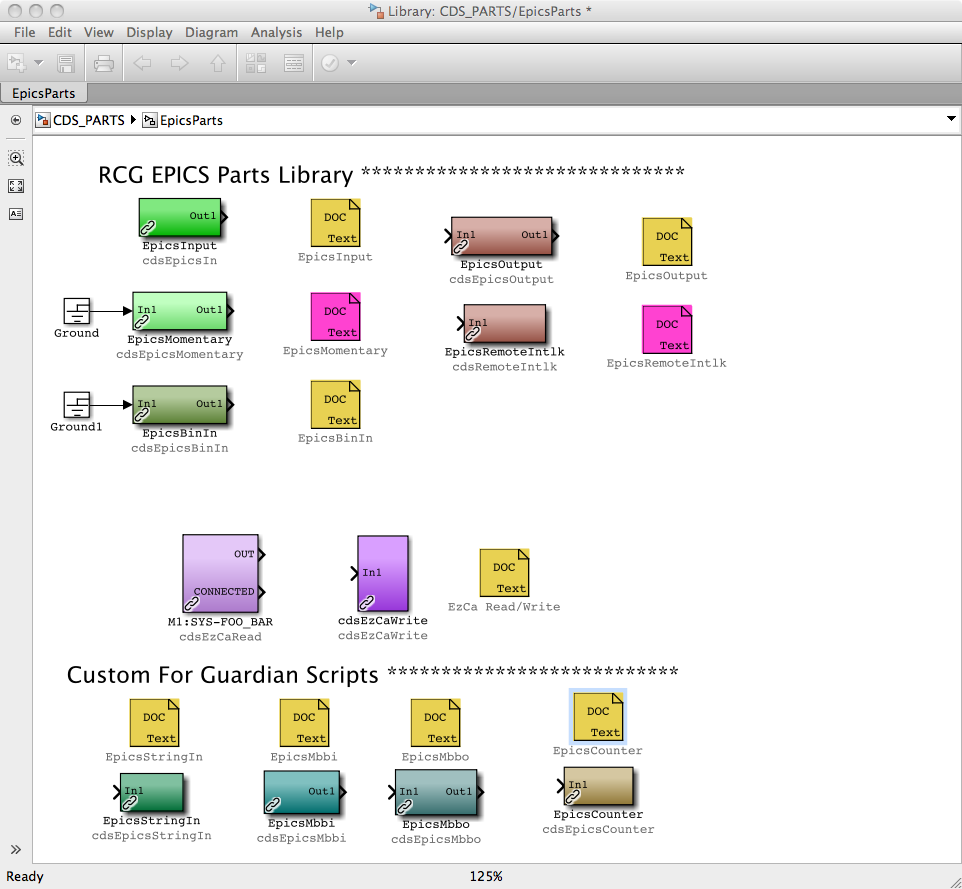 Library: CDS_PARTS/EpicsParts *
File Edit View Display Diagram Analysis Help
EpicsParts
CDS_PARTS EpicsParts
RCG EPICS Parts Library ******************************
Out1
EpicsInput
cdsEpicsIn
DOC
Text
EpicsInput
In1 Out1
EpicsOutput
cdsEpicsOutput
DOC
Text
EpicsOutput
Ground
In1 Out1
EpicsMomentary
cdsEpicsMomentary
DOC
Text
EpicsMomentary
In1
EpicsRemoteIntlk
cdsRemoteIntlk
DOC
Text
EpicsRemoteIntlk
Ground1
In1 Out1
EpicsBinIn
cdsEpicsBinIn
DOC
Text
EpicsBinIn
OUT
CONNECTED
M1:SYS-FOO_BAR
cdsEzCaRead
In1
cdsEzCaWrite
cdsEzCaWrite
DOC
Text
EzCa Read/Write
Custom For Guardian Scripts ***************************
DOC
Text
EpicsStringIn
DOC
Text
EpicsMbbi
DOC
Text
EpicsMbbo
DOC
Text
EpicsCounter
In1
EpicsStringIn
cdsEpicsStringIn
Out1
EpicsMbbi
cdsEpicsMbbi
In1 Out1
EpicsMbbo
cdsEpicsMbbo
In1
EpicsCounter
cdsEpicsCounter
Ready 125%